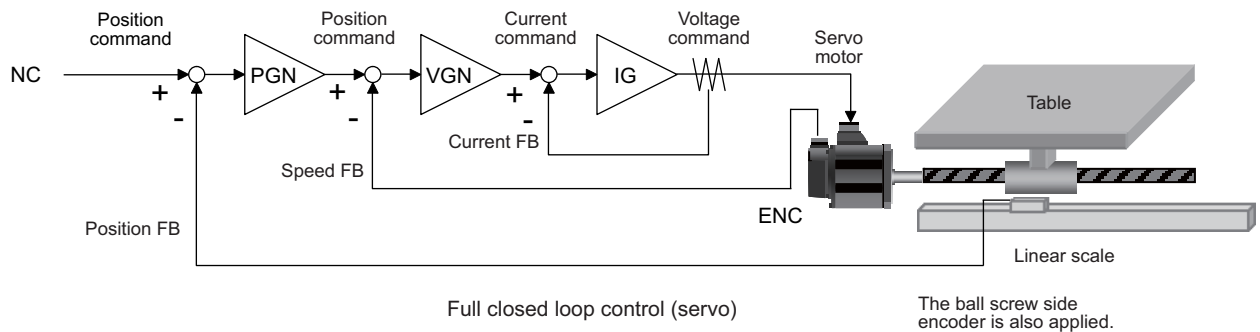 Position
command
Position
command
Current
command
Voltage
command
Servo
motor
NC
PGN
VGN
IG
Table
+
-
+
-
+
-
Current FB
Speed FB
ENC
Position FB
Linear scale
Full closed loop control (servo)
The ball screw side
encoder is also applied.